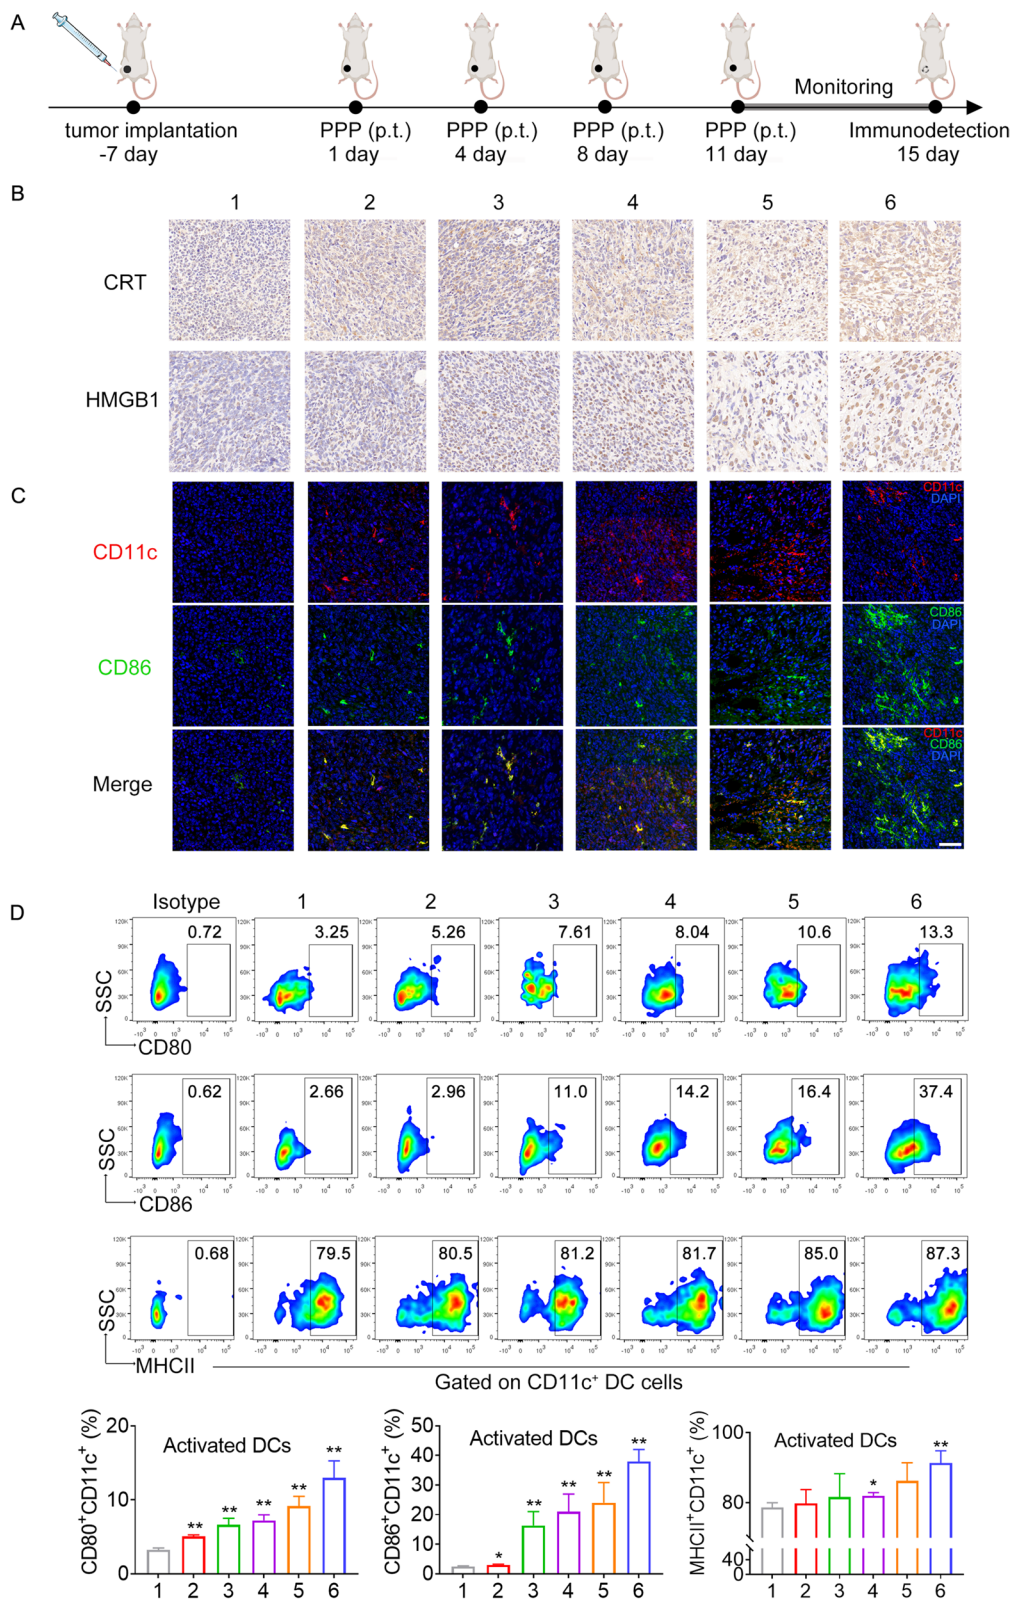 A
Monitoring
tumor implantation PPP (p.t.) PPP (p.t.) PPP (p.t.) PPP (p.t.) Immunodetection
-7 day 1 day 4 day 8 day 11 day 15 day
B
1 2 3 4 5 6
CRT
HMGB1
C
CD11c
DAPI
CD11c
CD86
DAPI
CD86
CD11c
CD86
DAPI
Merge
D
Isotype 1 2 3 4 5 6
0.72 3.25 5.26 7.61 8.04 10.6 13.3
SSC
CD80
0.62 2.66 2.96 11.0 14.2 16.4 37.4
SSC
CD86
0.68 79.5 80.5 81.2 81.7 85.0 87.3
SSC
MHCII
Gated on CD11c⁺ DC cells
CD80⁺CD11c⁺ (%)
20
10
0
Activated DCs
** ** ** ** **
1 2 3 4 5 6
CD86⁺CD11c⁺ (%)
50
40
30
20
10
0
Activated DCs
* ** ** ** **
1 2 3 4 5 6
MHCII⁺CD11c⁺ (%)
100
80
40
0
Activated DCs
* **
1 2 3 4 5 6